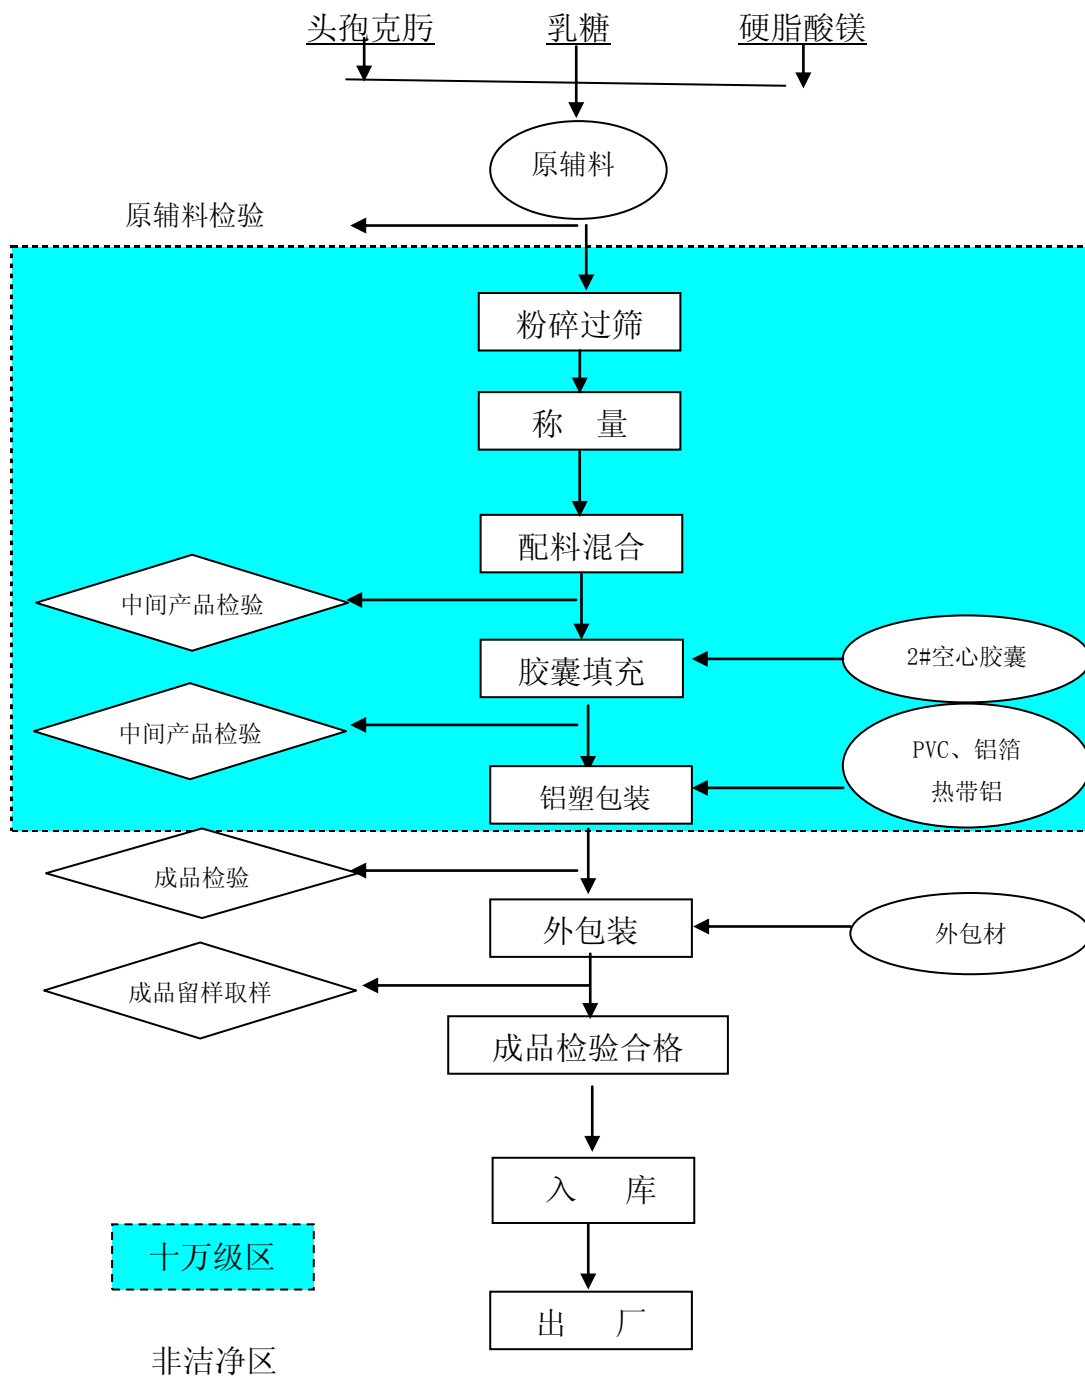 头孢克肟 乳糖 硬脂酸镁
原辅料
原辅料检验
粉碎过筛
称 量
配料混合
中间产品检验
胶囊填充
2#空心胶囊
中间产品检验
PVC、铝箔
热带铝
铝塑包装
成品检验
外包装
外包材
成品留样取样
成品检验合格
入 库
十万级区
出 厂
非洁净区